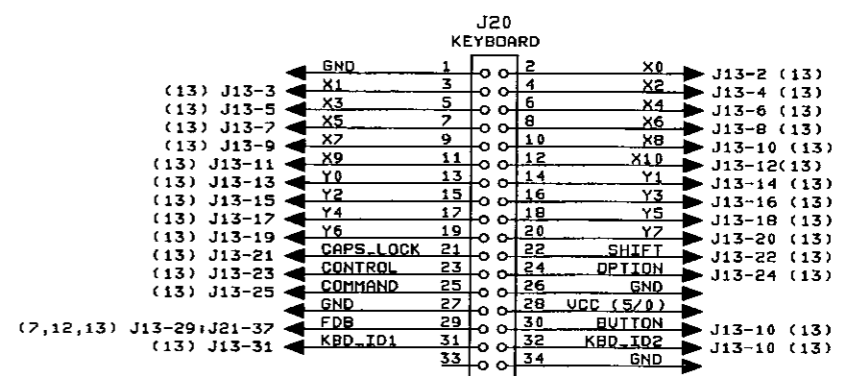 J20
KEYBOARD
GND 1 2 X0 J13-2 (13)
(13) J13-3 X1 3 4 X2 J13-4 (13)
(13) J13-5 X3 5 6 X4 J13-6 (13)
(13) J13-7 X5 7 8 X6 J13-8 (13)
(13) J13-9 X7 9 10 X8 J13-10 (13)
(13) J13-11 X9 11 12 X10 J13-12(13)
(13) J13-13 Y0 13 14 Y1 J13-14 (13)
(13) J13-15 Y2 15 16 Y3 J13-16 (13)
(13) J13-17 Y4 17 18 Y5 J13-18 (13)
(13) J13-19 Y6 19 20 Y7 J13-20 (13)
(13) J13-21 CAPS_LOCK 21 22 SHIFT J13-22 (13)
(13) J13-23 CONTROL 23 24 OPTION J13-24 (13)
(13) J13-25 COMMAND 25 26 GND
GND 27 28 VCC (5/0)
(7,12,13) J13-29;J21-37 FDB 29 30 BUTTON J13-10 (13)
(13) J13-31 KBD_ID1 31 32 KBD_ID2 J13-10 (13)
33 34 GND